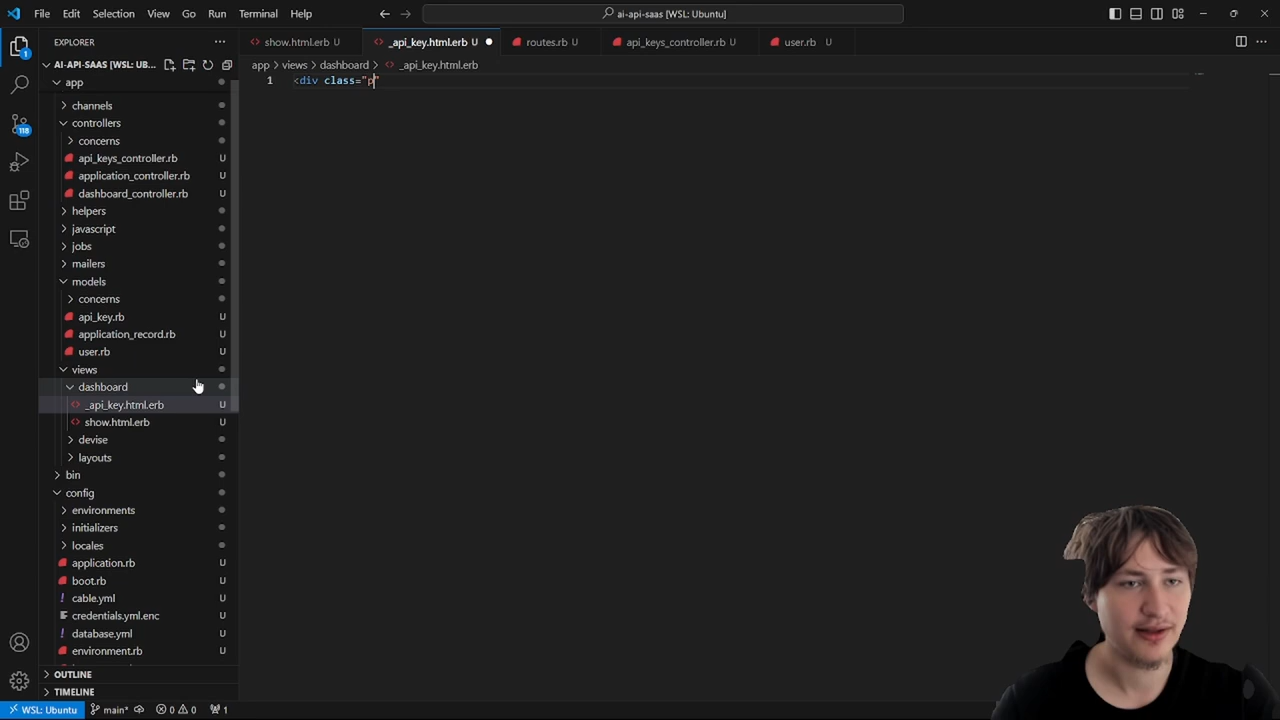 File Edit Selection View Go Run Terminal Help
ai-api-saas [WSL: Ubuntu]
EXPLORER
show.html.erb U
_api_key.html.erb U
routes.rb U
api_keys_controller.rb U
user.rb U
AI-API-SAAS [WSL: UB...
app > views > dashboard > _api_key.html.erb
1 <div class="p"
app
channels
controllers
concerns
api_keys_controller.rb U
application_controller.rb U
dashboard_controller.rb U
helpers
javascript
jobs
mailers
models
concerns
api_key.rb U
application_record.rb U
user.rb U
views
dashboard
_api_key.html.erb U
show.html.erb U
devise
layouts
bin
config
environments
initializers
locales
application.rb U
boot.rb U
cable.yml U
credentials.yml.enc U
database.yml U
environment.rb U
OUTLINE
TIMELINE
1
118
WSL: Ubuntu main* 0 0 1